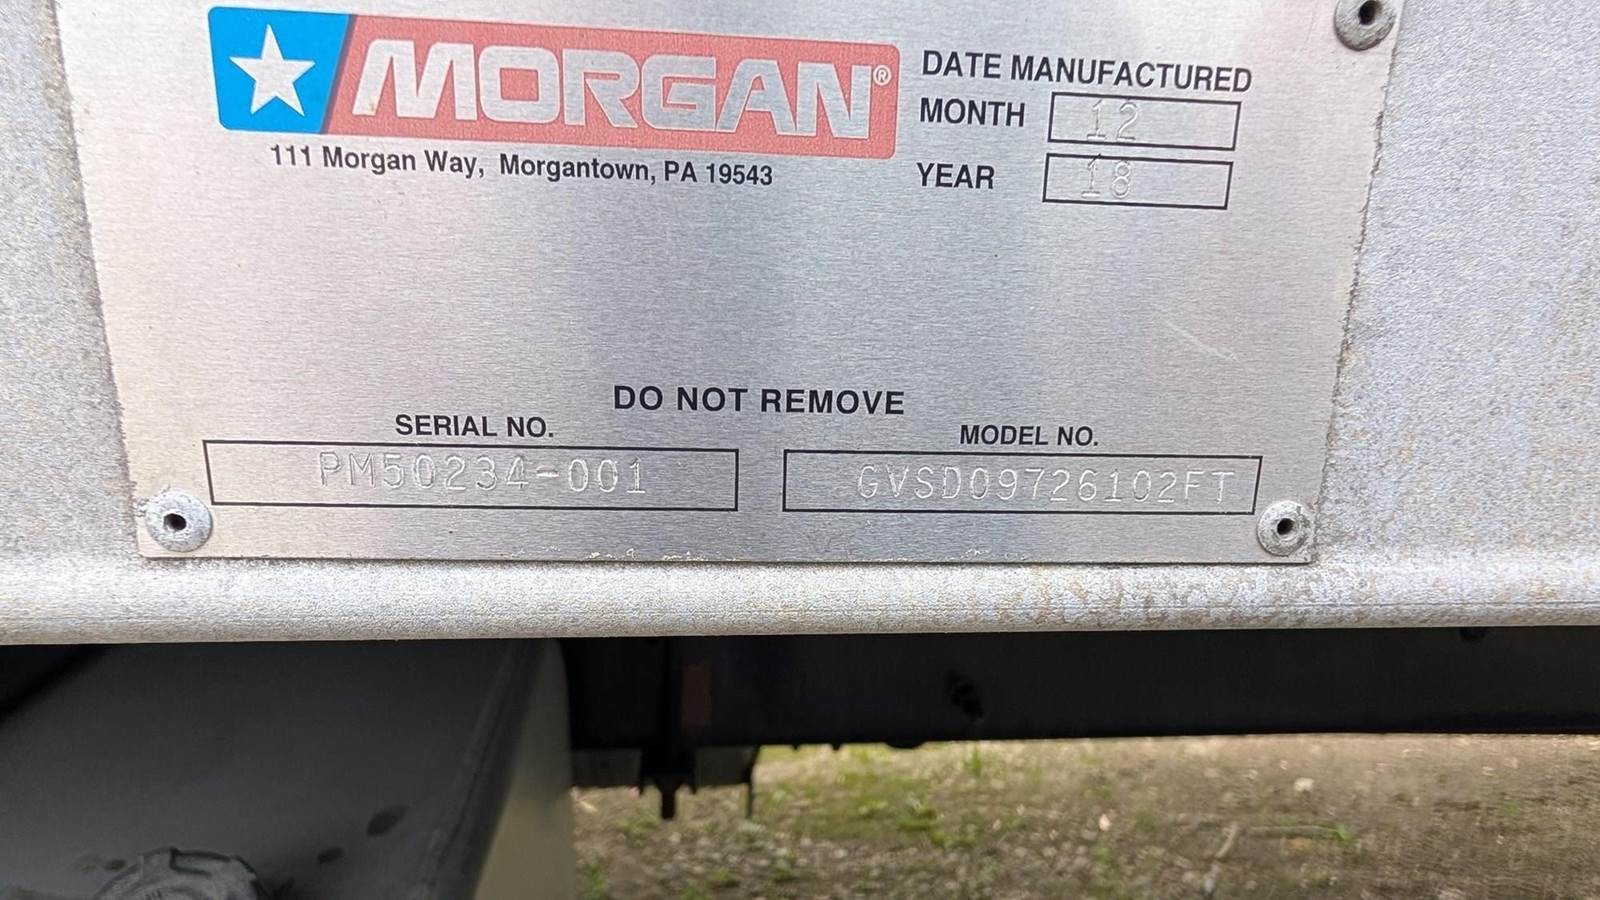 MORGAN®
111 Morgan Way, Morgantown, PA 19543
DATE MANUFACTURED
MONTH 12
YEAR 18
DO NOT REMOVE
SERIAL NO.
PM50234-001
MODEL NO.
GVSD09726102FT